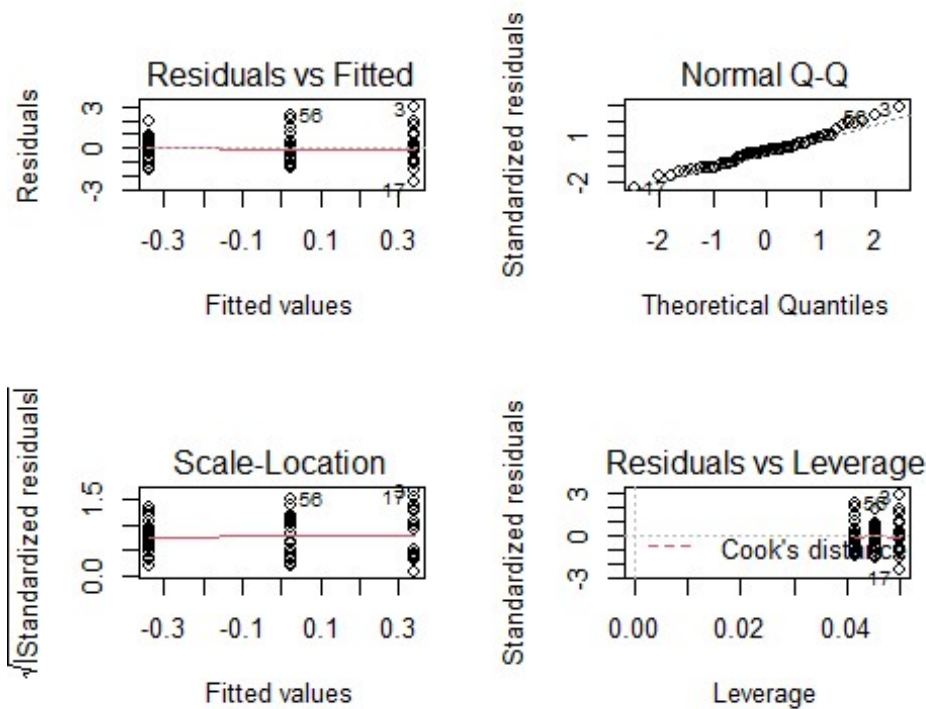 Residuals vs Fitted
Residuals
3
0
-3
56
3
17
-0.3 -0.1 0.1 0.3
Fitted values
Normal Q-Q
Standardized residuals
1
-2
56 3
17
-2 -1 0 1 2
Theoretical Quantiles
Scale-Location
√|Standardized residuals|
1.5
0.0
56
3
17
-0.3 -0.1 0.1 0.3
Fitted values
Residuals vs Leverage
Standardized residuals
3
0
-3
56 3
Cook's distance
17
0.00 0.02 0.04
Leverage